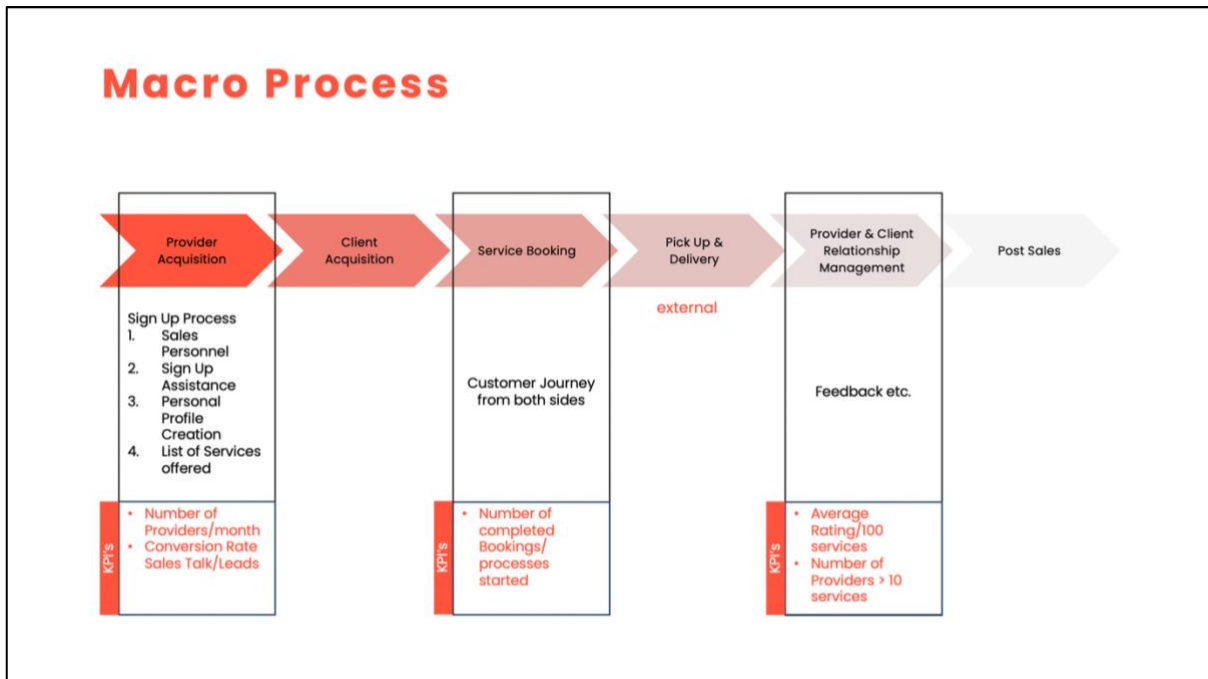 Macro Process
Provider
Acquisition
Client
Acquisition
Service Booking
Pick Up &
Delivery
Provider & Client
Relationship
Management
Post Sales
external
Sign Up Process
1. Sales
Personnel
2. Sign Up
Assistance
3. Personal
Profile
Creation
4. List of Services
offered
Customer Journey
from both sides
Feedback etc.
KPI's
• Number of
Providers/month
• Conversion Rate
Sales Talk/Leads
KPI's
• Number of
completed
Bookings/
processes
started
KPI's
• Average
Rating/100
services
• Number of
Providers > 10
services